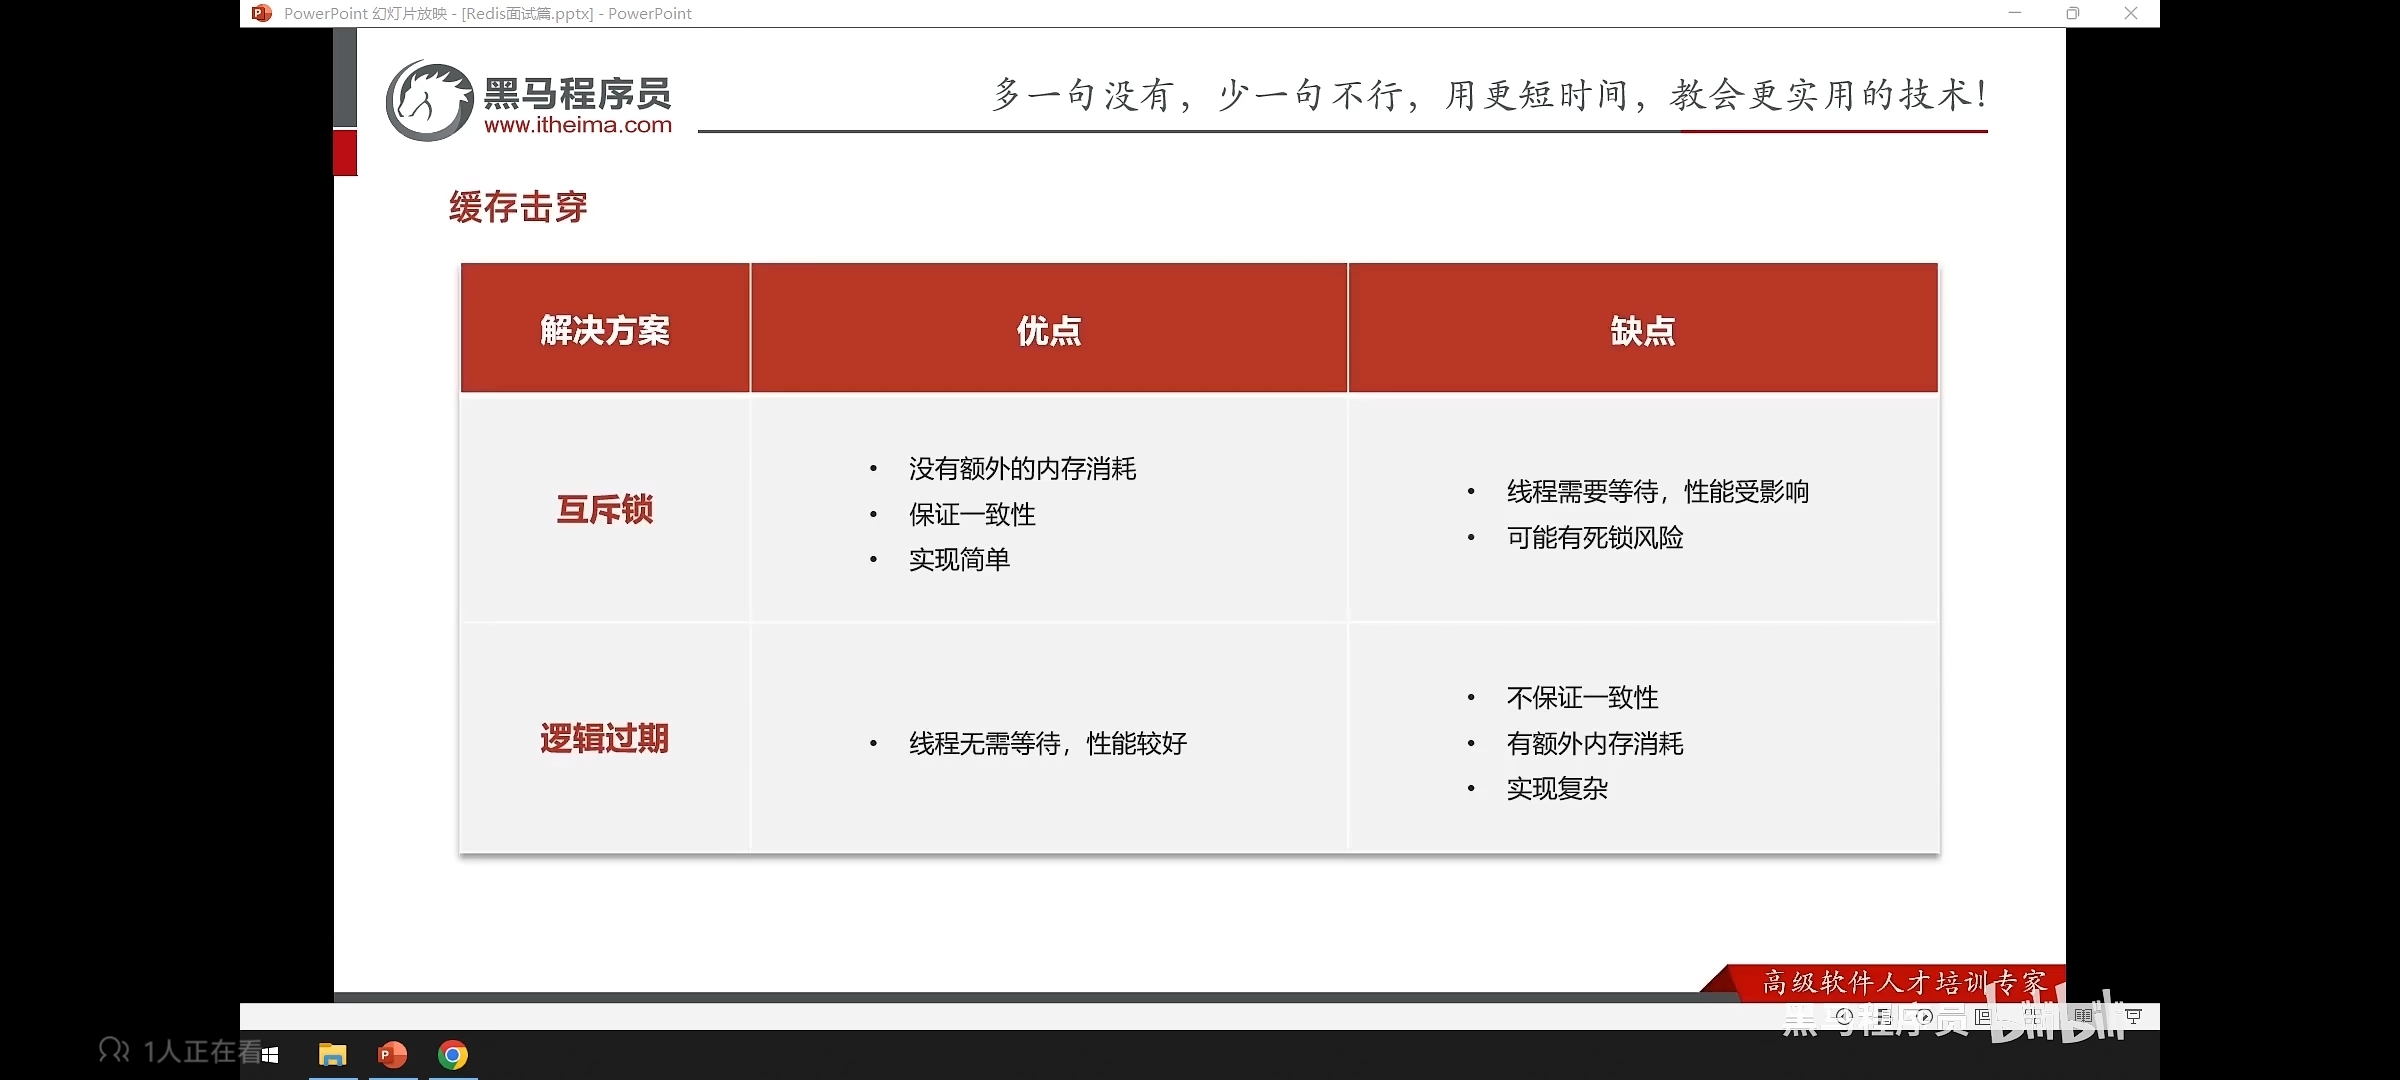 PowerPoint 幻灯片放映 - [Redis面试篇.pptx] - PowerPoint
黑马程序员
www.itheima.com
多一句没有，少一句不行，用更短时间，教会更实用的技术！
缓存击穿
解决方案
优点
缺点
互斥锁
• 没有额外的内存消耗
• 保证一致性
• 实现简单
• 线程需要等待，性能受影响
• 可能有死锁风险
逻辑过期
• 线程无需等待，性能较好
• 不保证一致性
• 有额外内存消耗
• 实现复杂
高级软件人才培训专家
黑马程序员 bilibili
1人正在看